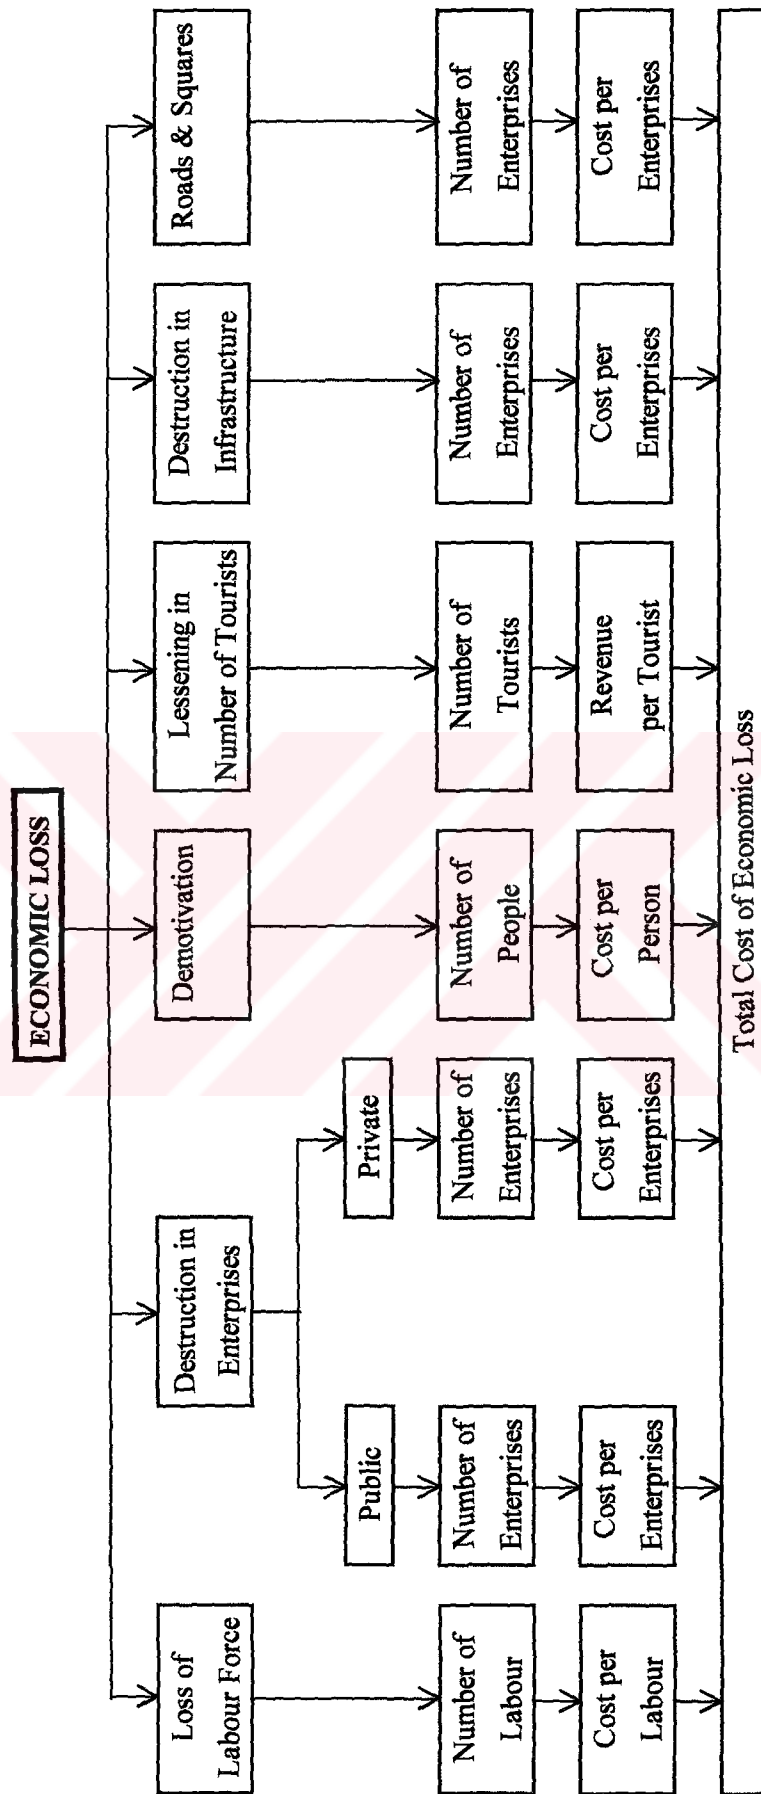 ECONOMIC LOSS
Loss of
Labour Force
Destruction in
Enterprises
Demotivation
Lessening in
Number of Tourists
Destruction in
Infrastructure
Roads & Squares
Public
Private
Number of
Labour
Number of
Enterprises
Number of
Enterprises
Number of
People
Number of
Tourists
Number of
Enterprises
Number of
Enterprises
Cost per
Labour
Cost per
Enterprises
Cost per
Enterprises
Cost per
Person
Revenue
per Tourist
Cost per
Enterprises
Cost per
Enterprises
Total Cost of Economic Loss